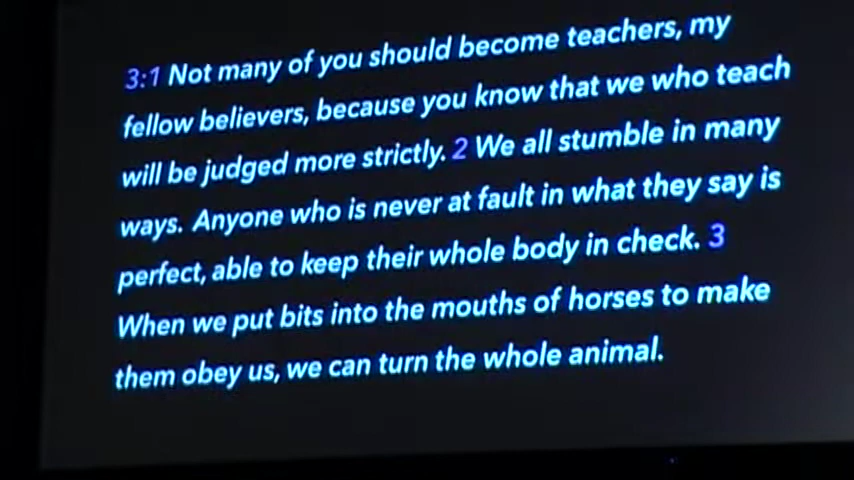 3:1 Not many of you should become teachers, my
fellow believers, because you know that we who teach
will be judged more strictly. 2 We all stumble in many
ways. Anyone who is never at fault in what they say is
perfect, able to keep their whole body in check. 3
When we put bits into the mouths of horses to make
them obey us, we can turn the whole animal.